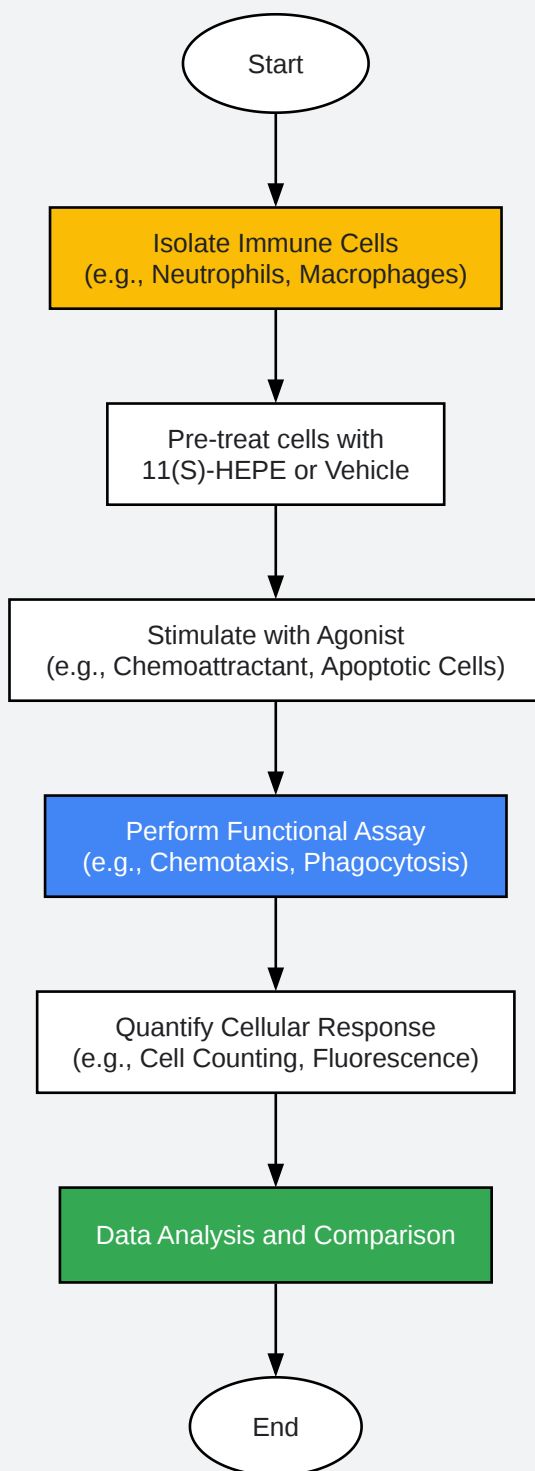 Start
Isolate Immune Cells
(e.g., Neutrophils, Macrophages)
Pre-treat cells with
11(S)-HEPE or Vehicle
Stimulate with Agonist
(e.g., Chemoattractant, Apoptotic Cells)
Perform Functional Assay
(e.g., Chemotaxis, Phagocytosis)
Quantify Cellular Response
(e.g., Cell Counting, Fluorescence)
Data Analysis and Comparison
End